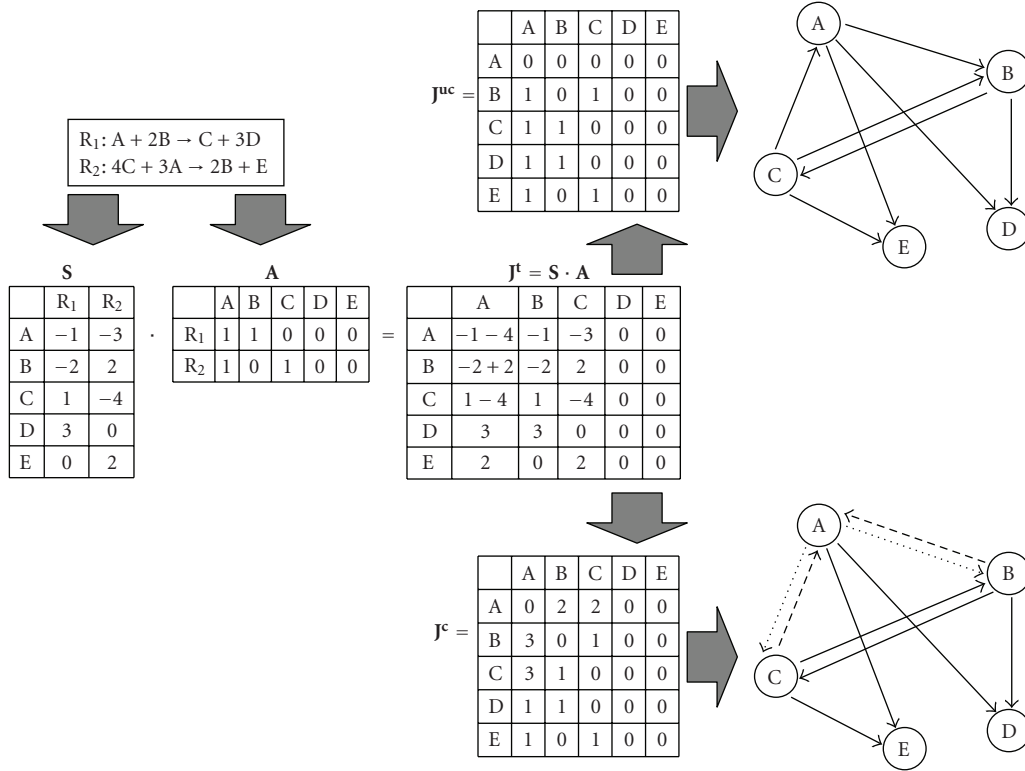 R1: A + 2B → C + 3D
R2: 4C + 3A → 2B + E
S
R1 R2
A −1 −3
B −2 2
C 1 −4
D 3 0
E 0 2
·
A
A B C D E
R1 1 1 0 0 0
R2 1 0 1 0 0
=
J^t = S · A
A B C D E
A −1 − 4 −1 −3 0 0
B −2 + 2 −2 2 0 0
C 1 − 4 1 −4 0 0
D 3 3 0 0 0
E 2 0 2 0 0
J^uc =
A B C D E
A 0 0 0 0 0
B 1 0 1 0 0
C 1 1 0 0 0
D 1 1 0 0 0
E 1 0 1 0 0
A
B
C
D
E
J^c =
A B C D E
A 0 2 2 0 0
B 3 0 1 0 0
C 3 1 0 0 0
D 1 1 0 0 0
E 1 0 1 0 0
A
B
C
D
E